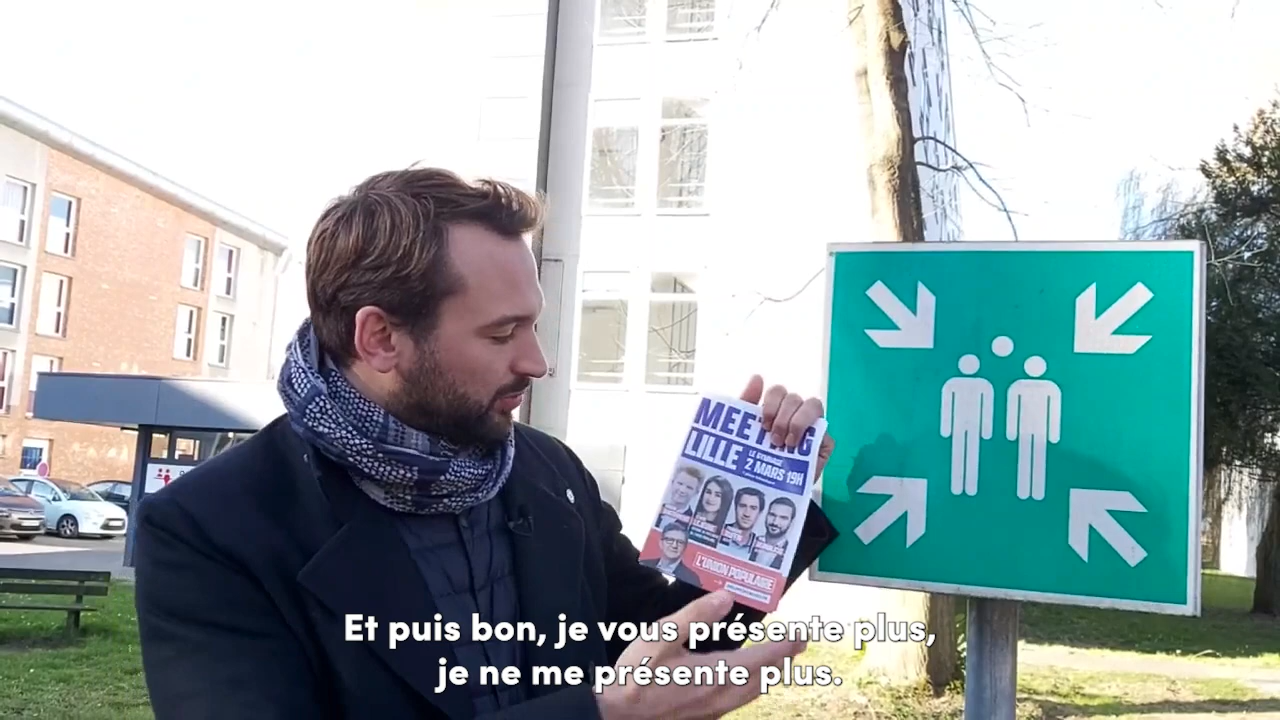 MEETING
LILLE
2 MARS 19H
L'UNION POPULAIRE
Et puis bon, je vous présente plus,
je ne me présente plus.